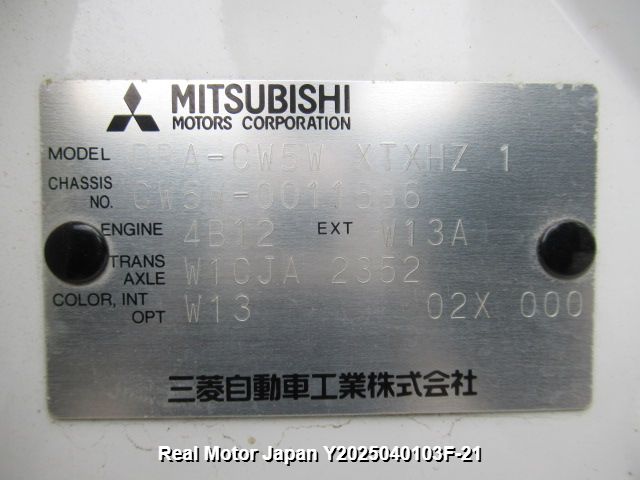 MITSUBISHI
MOTORS CORPORATION
MODEL DBA-CW5W XTXHZ 1
CHASSIS
NO.
ENGINE 4B12 EXT W13A
TRANS
AXLE W1CJA 2352
COLOR, INT
OPT W13 02X 000
三菱自動車工業株式会社
Real Motor Japan Y2025040103F-21